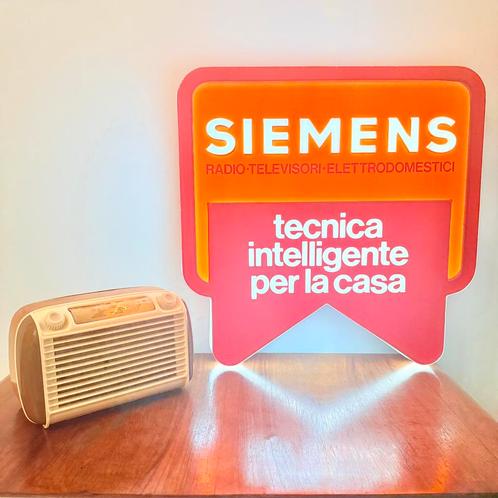 SIEMENS
RADIO·TELEVISORI·ELETTRODOMESTICI
tecnica
intelligente
per la casa